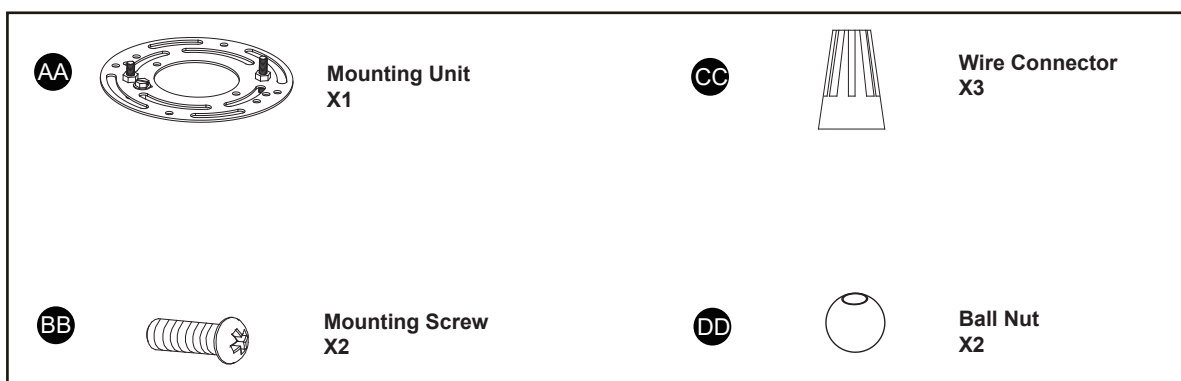 AA
Mounting Unit
X1
CC
Wire Connector
X3
BB
Mounting Screw
X2
DD
Ball Nut
X2